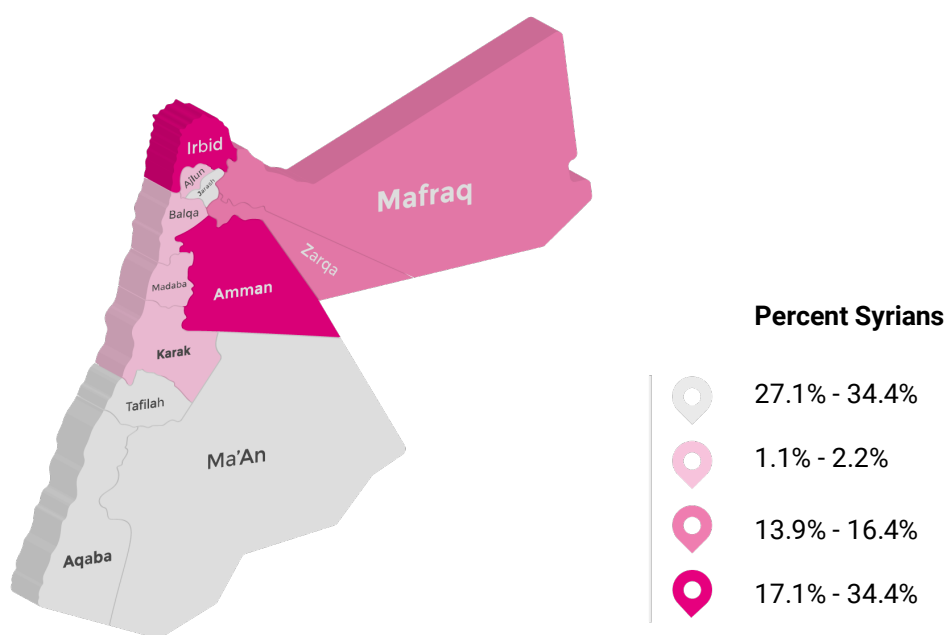 Irbid
Ajlun
Jarash
Mafraq
Balqa
Zarqa
Madaba
Amman
Karak
Tafilah
Ma'An
Aqaba
Percent Syrians
27.1% - 34.4%
1.1% - 2.2%
13.9% - 16.4%
17.1% - 34.4%